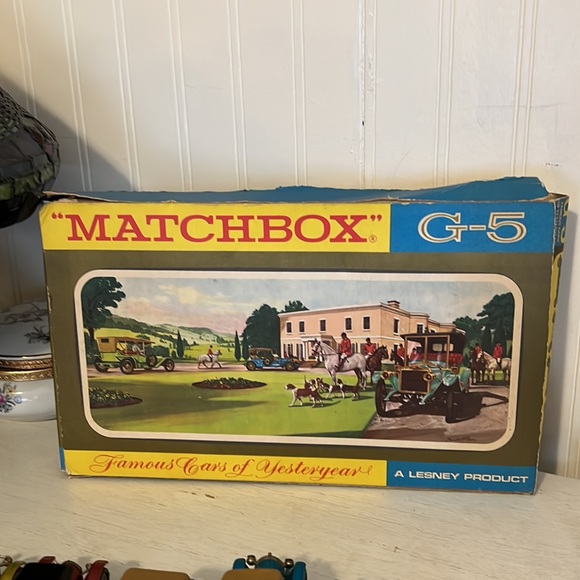 "MATCHBOX"®
G-5
Famous Cars of Yesteryear
A LESNEY PRODUCT